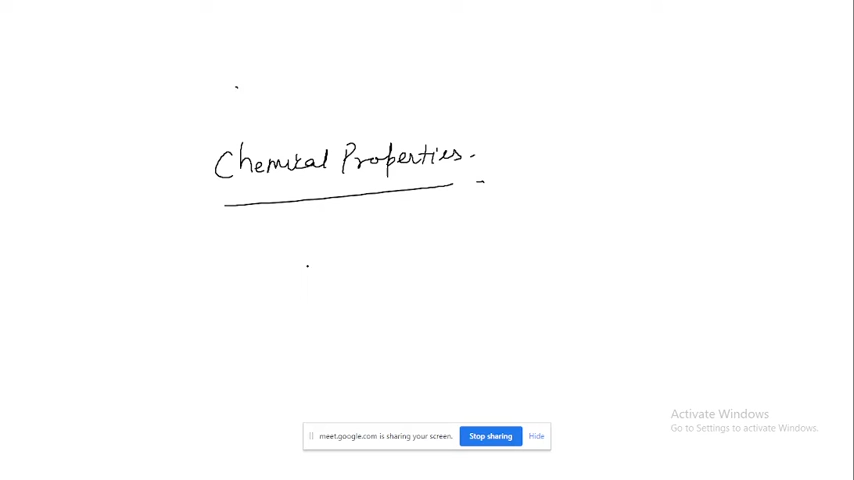 Chemical Properties.
Activate Windows
Go to Settings to activate Windows.
meet.google.com is sharing your screen. Stop sharing Hide